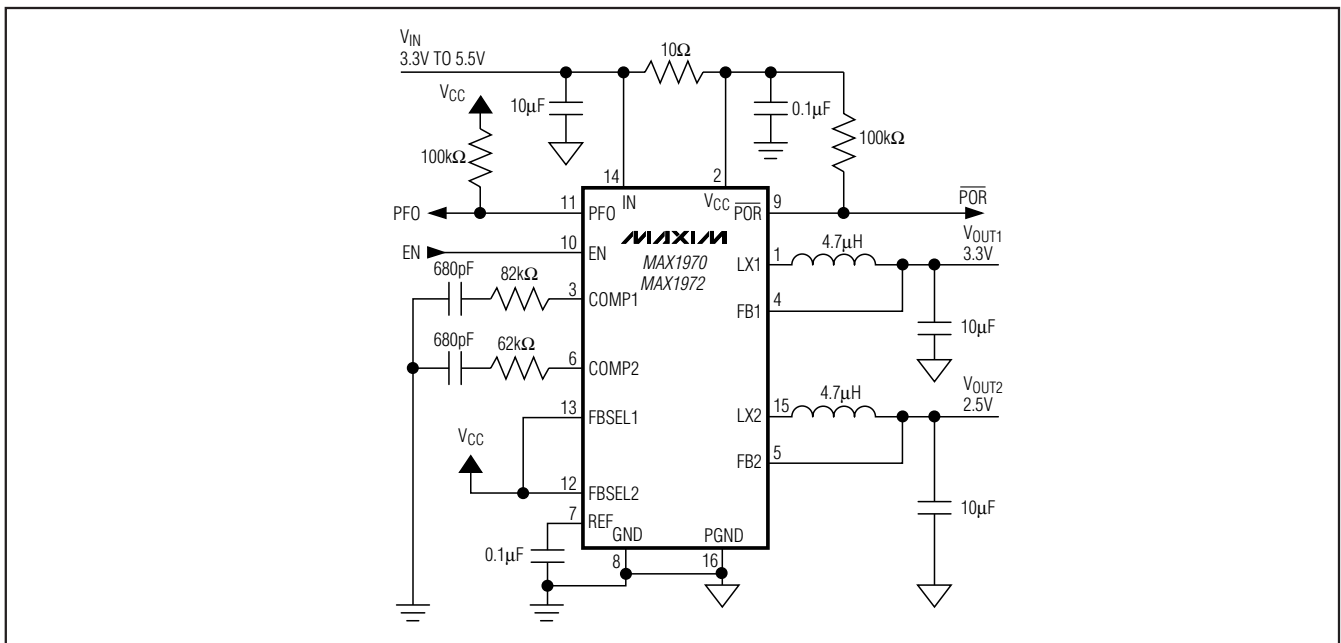 VIN
3.3V TO 5.5V
10Ω
VCC
10µF
0.1µF
100kΩ
100kΩ
14
2
IN
VCC
11
PFO
PFO
POR
9
POR
MAXIM
MAX1970
MAX1972
EN
10
EN
LX1
1
4.7µH
VOUT1
3.3V
680pF
82kΩ
3
COMP1
FB1
4
10µF
680pF
62kΩ
6
COMP2
13
FBSEL1
LX2
15
4.7µH
VOUT2
2.5V
VCC
FB2
5
12
FBSEL2
10µF
7
REF
GND
PGND
0.1µF
8
16